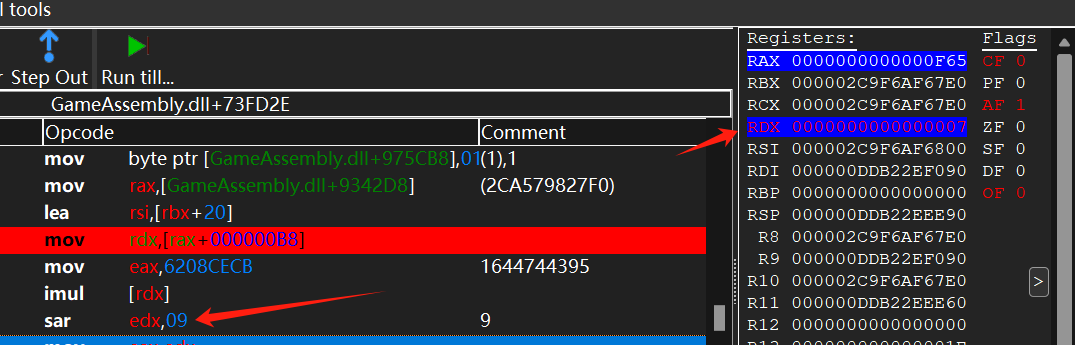 l tools
r Step Out Run till...
GameAssembly.dll+73FD2E
Opcode Comment
mov byte ptr [GameAssembly.dll+975CB8],01 (1),1
mov rax,[GameAssembly.dll+9342D8] (2CA579827F0)
lea rsi,[rbx+20]
mov rdx,[rax+000000B8]
mov eax,6208CECB 1644744395
imul [rdx]
sar edx,09 9
Registers: Flags
RAX 0000000000000F65 CF 0
RBX 000002C9F6AF67E0 PF 0
RCX 000002C9F6AF67E0 AF 1
RDX 0000000000000007 ZF 0
RSI 000002C9F6AF6800 SF 0
RDI 000000DDB22EF090 DF 0
RBP 0000000000000000 OF 0
RSP 000000DDB22EEE90
R8 000002C9F6AF67E0
R9 000000DDB22EF090
R10 000002C9F6AF67E0
R11 000000DDB22EEE60
R12 0000000000000000
>